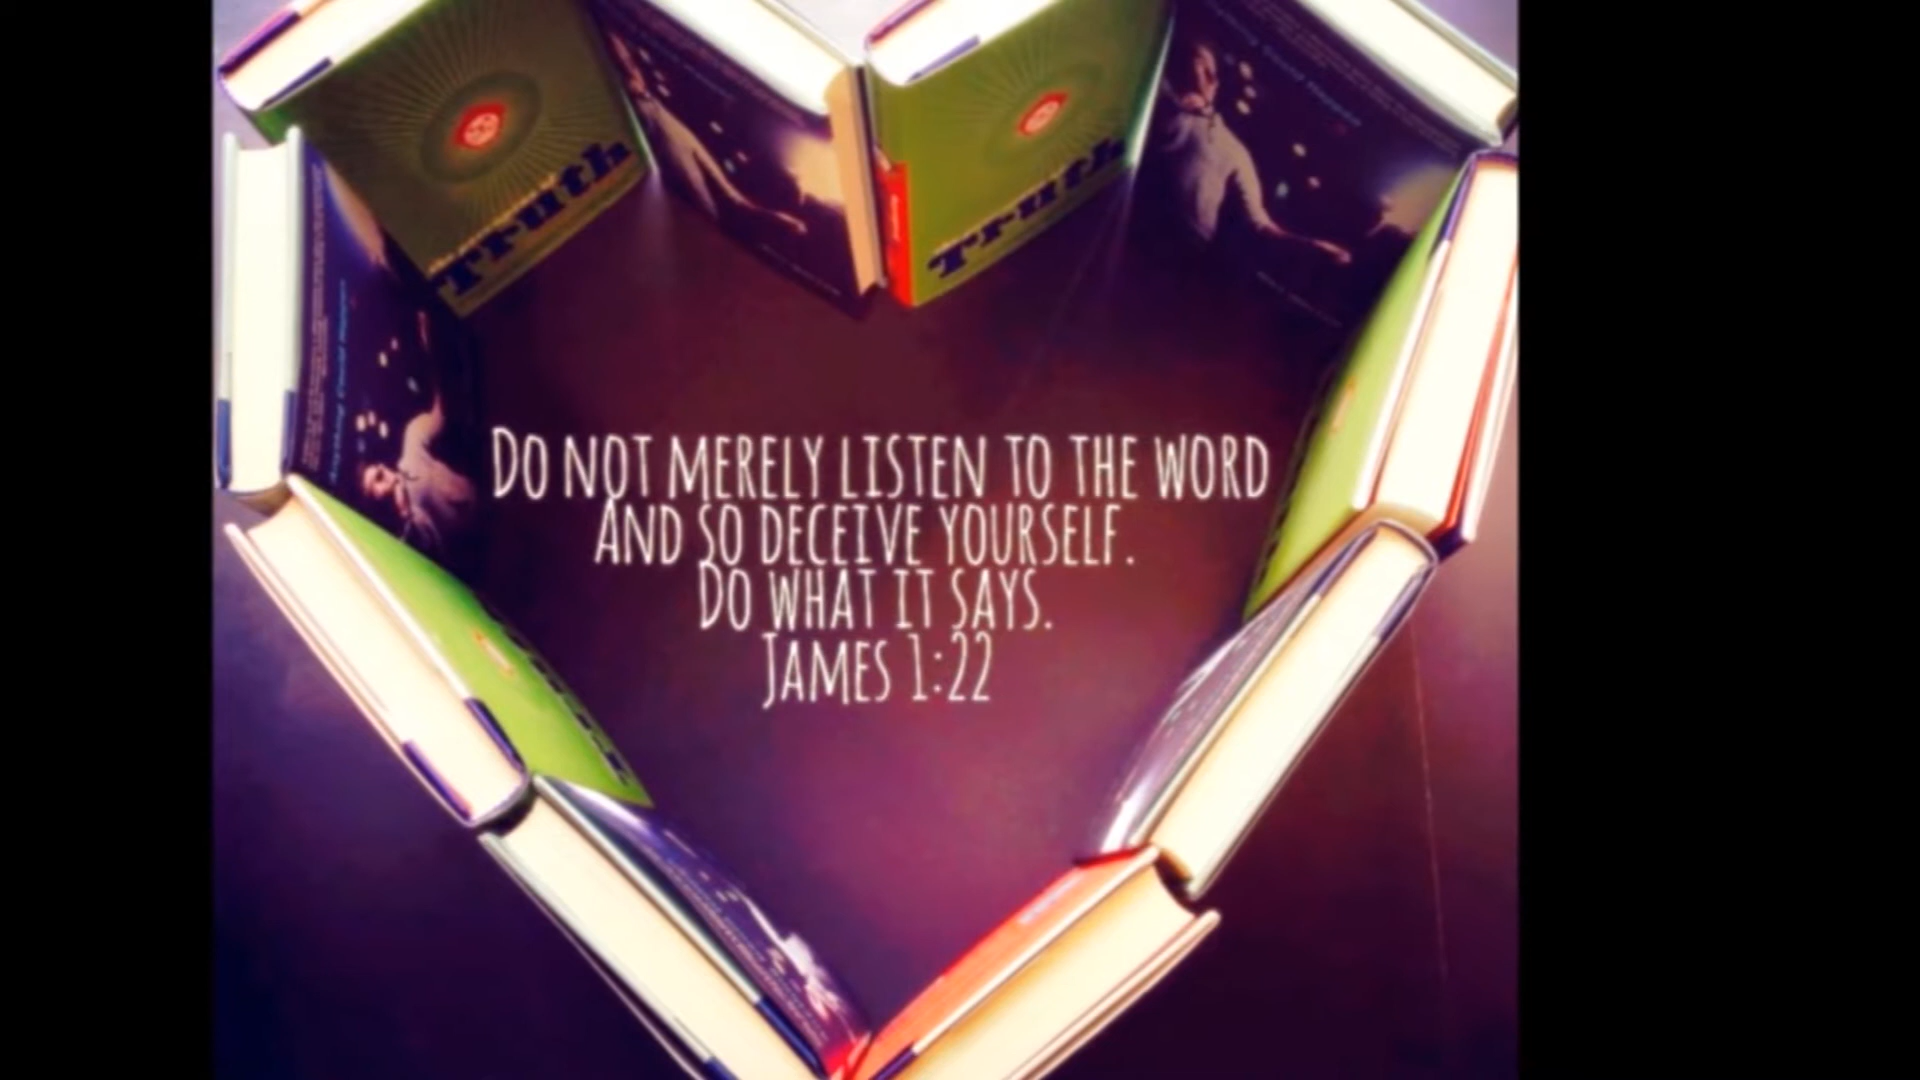 Truth
Truth
DO NOT MERELY LISTEN TO THE WORD
AND SO DECEIVE YOURSELF.
DO WHAT IT SAYS.
JAMES 1:22